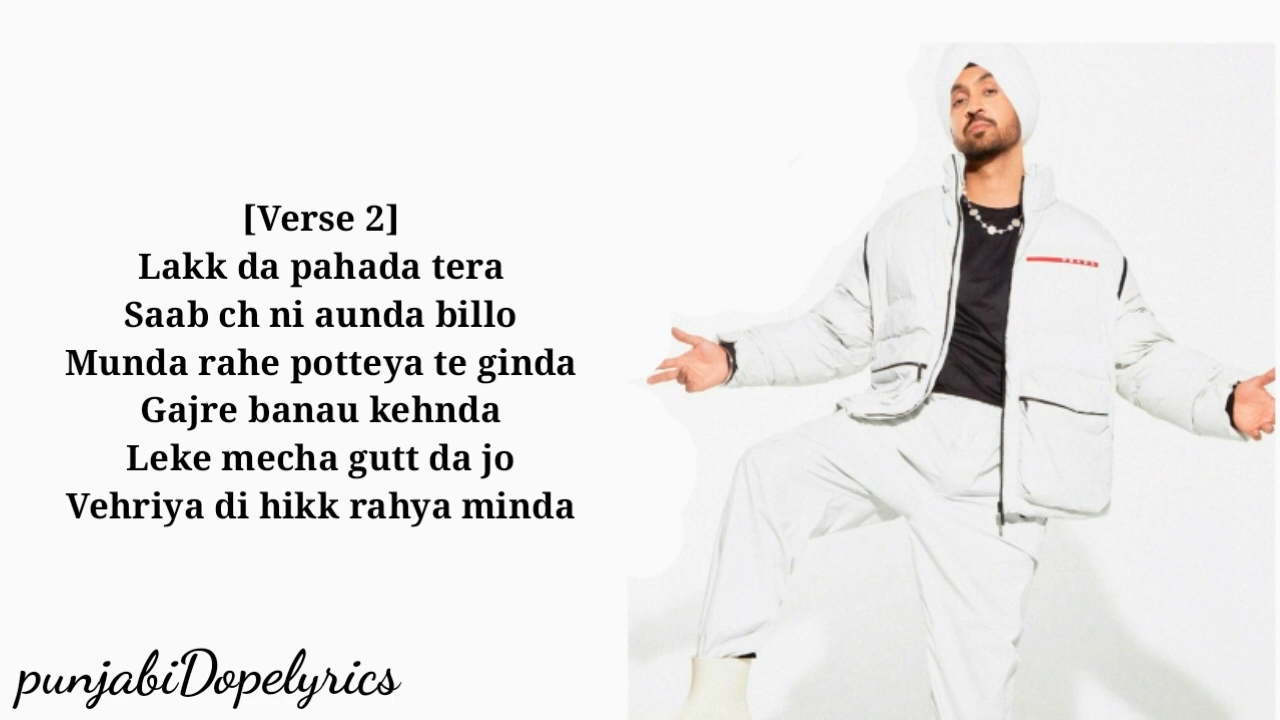 [Verse 2]
Lakk da pahada tera
Saab ch ni aunda billo
Munda rahe potteya te ginda
Gajre banau kehnda
Leke mecha gutt da jo
Vehriya di hikk rahya minda
punjabiDopelyrics
PRADA